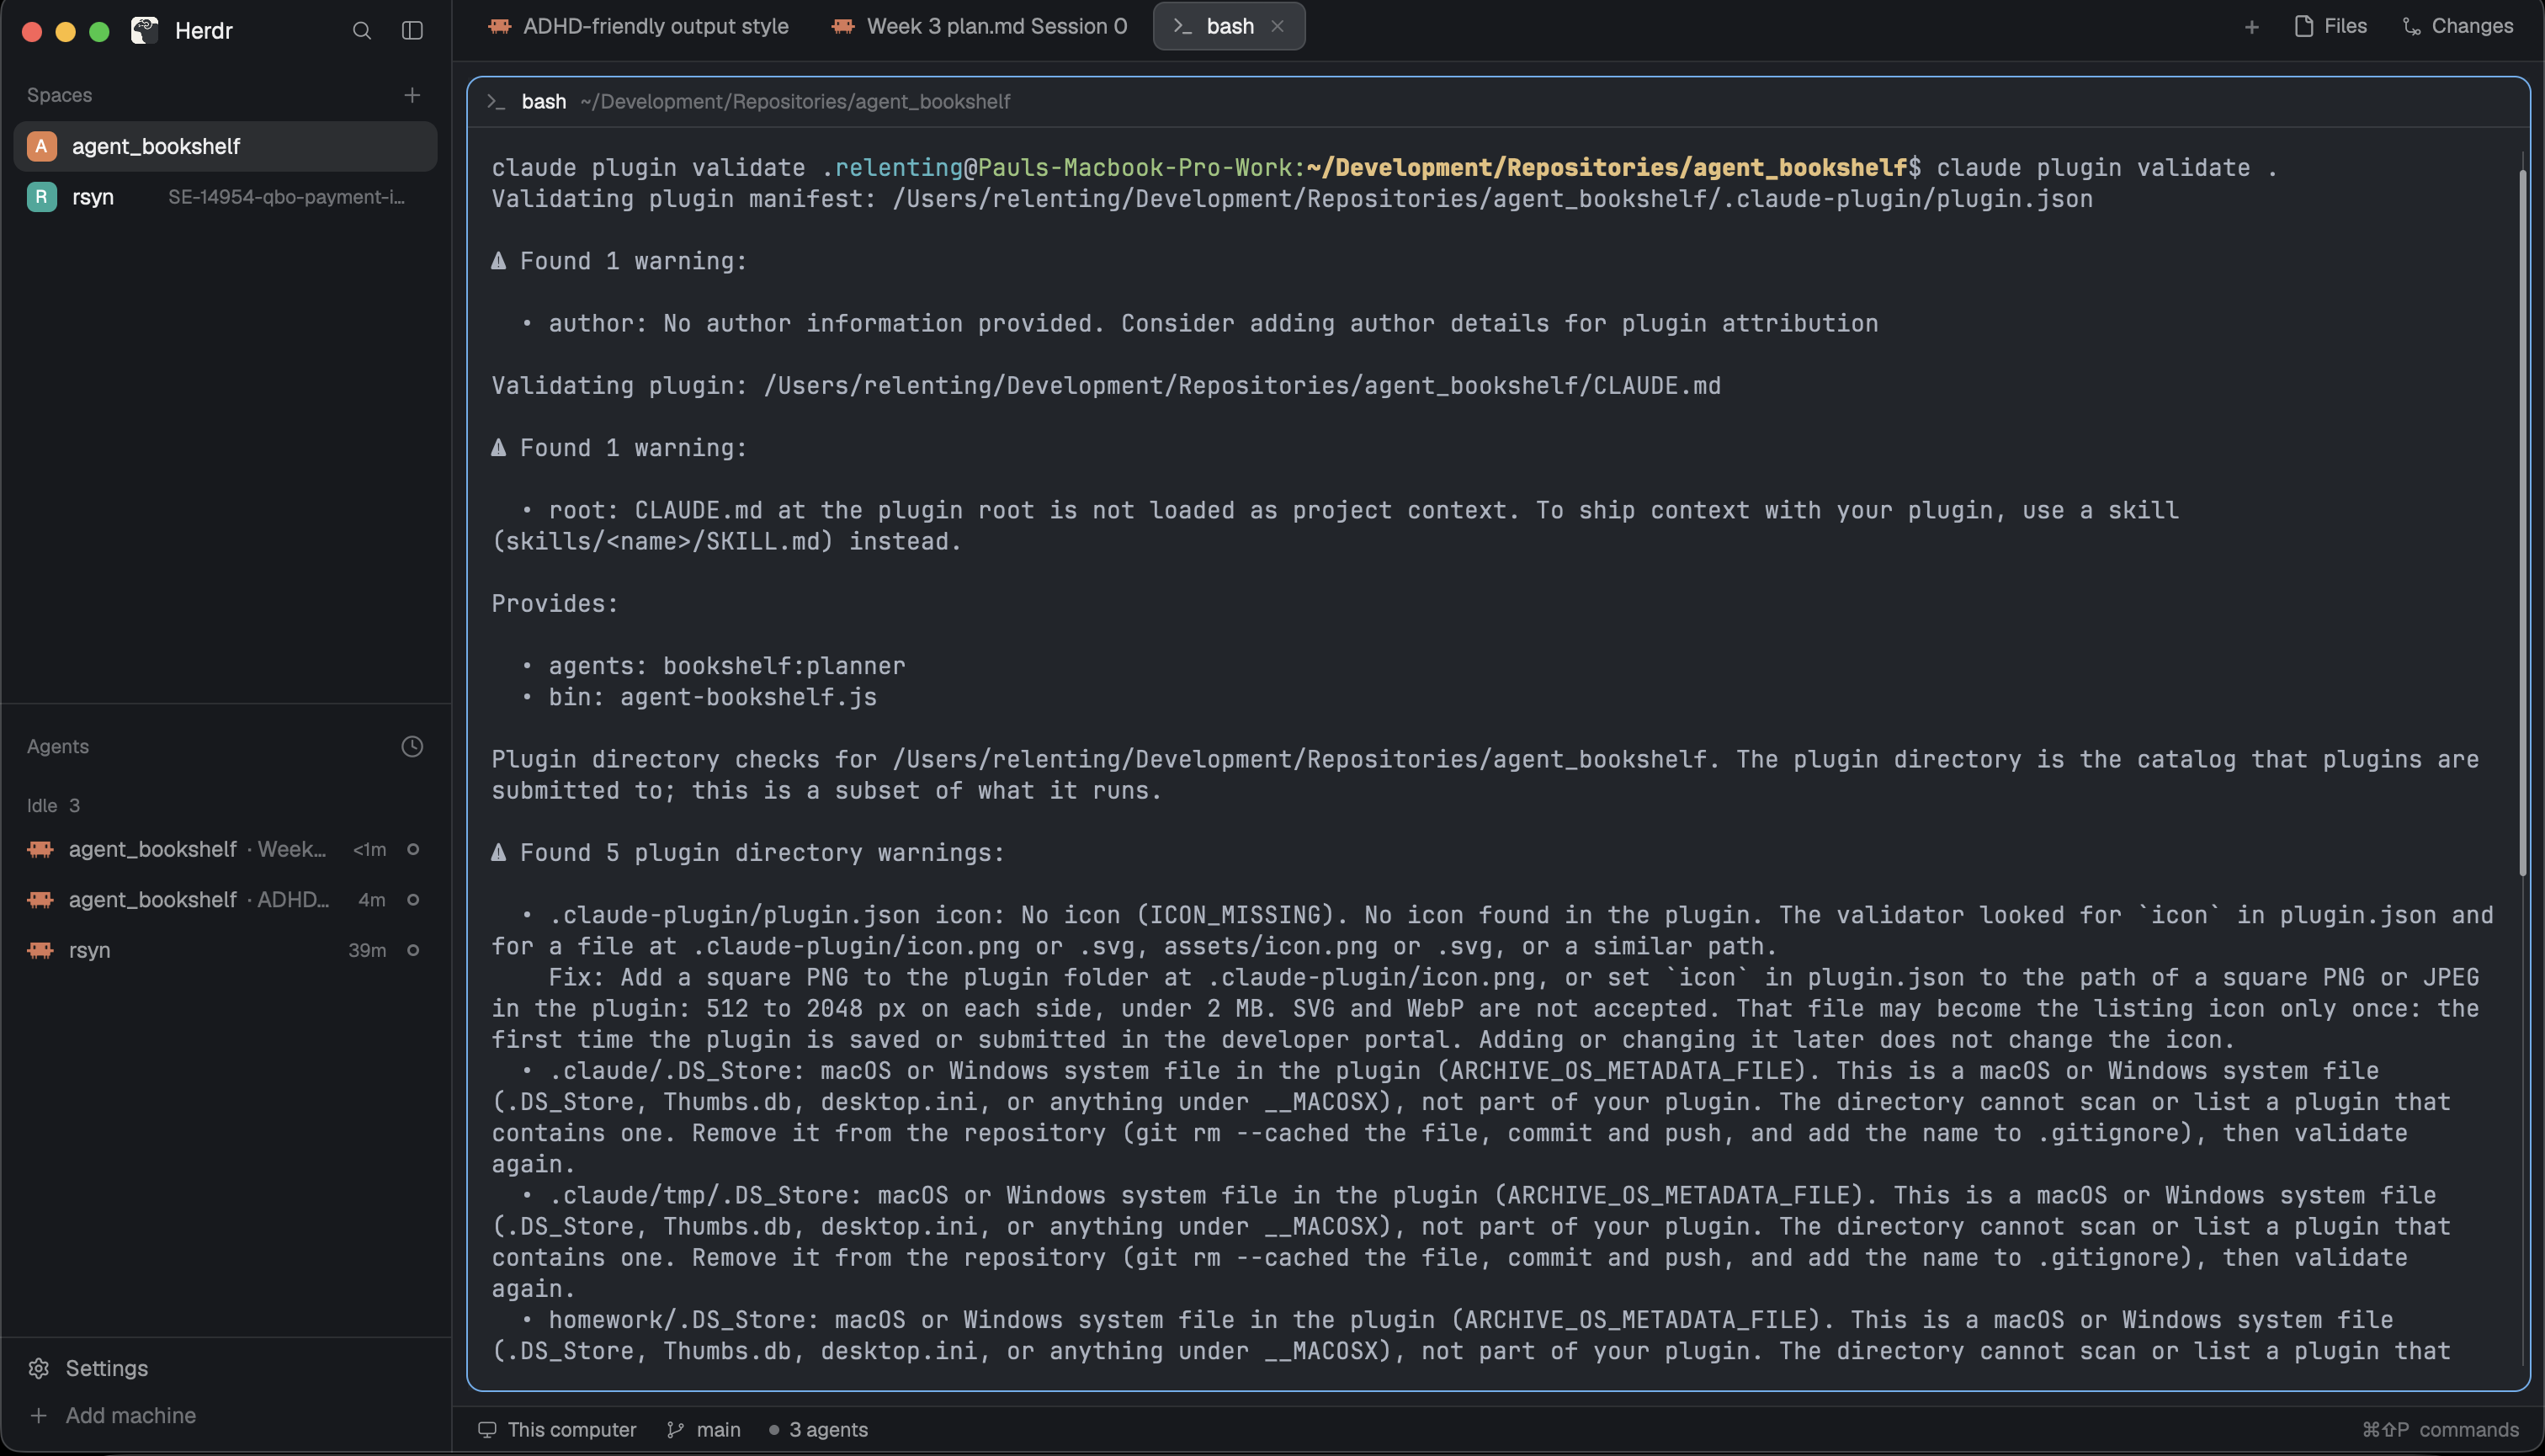 Herdr
Spaces
A agent_bookshelf
R rsyn SE-14954-qbo-payment-i...
Agents
Idle 3
agent_bookshelf · Week... <1m
agent_bookshelf · ADHD... 4m
rsyn 39m
Settings
Add machine
ADHD-friendly output style
Week 3 plan.md Session 0
bash
Files
Changes
bash ~/Development/Repositories/agent_bookshelf
claude plugin validate .relenting@Pauls-Macbook-Pro-Work:~/Development/Repositories/agent_bookshelf$ claude plugin validate .
Validating plugin manifest: /Users/relenting/Development/Repositories/agent_bookshelf/.claude-plugin/plugin.json
⚠ Found 1 warning:
• author: No author information provided. Consider adding author details for plugin attribution
Validating plugin: /Users/relenting/Development/Repositories/agent_bookshelf/CLAUDE.md
⚠ Found 1 warning:
• root: CLAUDE.md at the plugin root is not loaded as project context. To ship context with your plugin, use a skill
(skills/<name>/SKILL.md) instead.
Provides:
• agents: bookshelf:planner
• bin: agent-bookshelf.js
Plugin directory checks for /Users/relenting/Development/Repositories/agent_bookshelf. The plugin directory is the catalog that plugins are
submitted to; this is a subset of what it runs.
⚠ Found 5 plugin directory warnings:
• .claude-plugin/plugin.json icon: No icon (ICON_MISSING). No icon found in the plugin. The validator looked for `icon` in plugin.json and
for a file at .claude-plugin/icon.png or .svg, assets/icon.png or .svg, or a similar path.
Fix: Add a square PNG to the plugin folder at .claude-plugin/icon.png, or set `icon` in plugin.json to the path of a square PNG or JPEG
in the plugin: 512 to 2048 px on each side, under 2 MB. SVG and WebP are not accepted. That file may become the listing icon only once: the
first time the plugin is saved or submitted in the developer portal. Adding or changing it later does not change the icon.
• .claude/.DS_Store: macOS or Windows system file in the plugin (ARCHIVE_OS_METADATA_FILE). This is a macOS or Windows system file
(.DS_Store, Thumbs.db, desktop.ini, or anything under __MACOSX), not part of your plugin. The directory cannot scan or list a plugin that
contains one. Remove it from the repository (git rm --cached the file, commit and push, and add the name to .gitignore), then validate
again.
• .claude/tmp/.DS_Store: macOS or Windows system file in the plugin (ARCHIVE_OS_METADATA_FILE). This is a macOS or Windows system file
(.DS_Store, Thumbs.db, desktop.ini, or anything under __MACOSX), not part of your plugin. The directory cannot scan or list a plugin that
contains one. Remove it from the repository (git rm --cached the file, commit and push, and add the name to .gitignore), then validate
again.
• homework/.DS_Store: macOS or Windows system file in the plugin (ARCHIVE_OS_METADATA_FILE). This is a macOS or Windows system file
(.DS_Store, Thumbs.db, desktop.ini, or anything under __MACOSX), not part of your plugin. The directory cannot scan or list a plugin that
This computer
main
3 agents
⌘⇧P commands